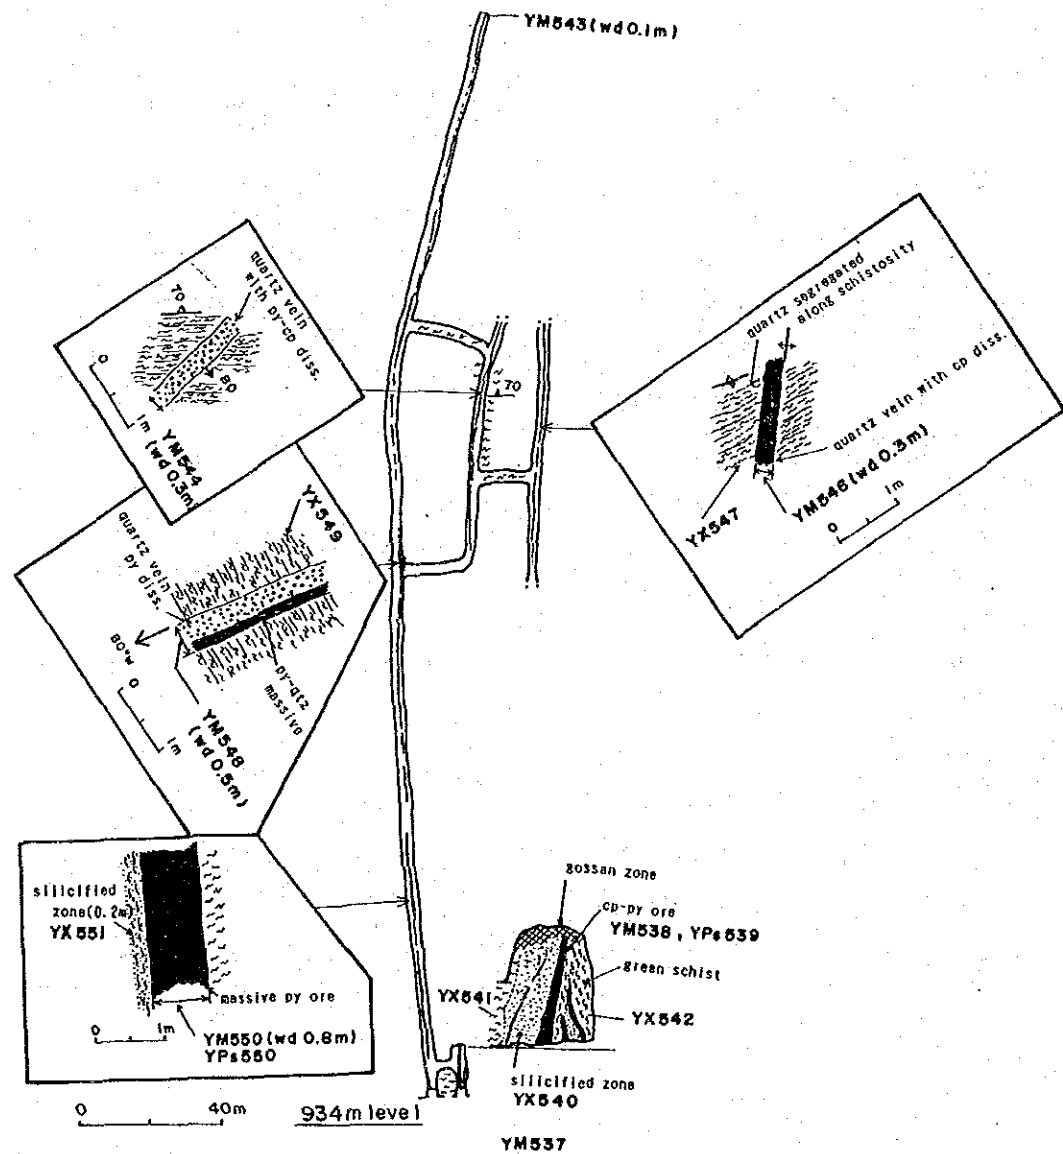 YM543 (wd 0.1m)
quartz vein
with py-cp diss.
70
80
0
1m
YM544
(wd 0.3m)
70
quartz segregated
along schistosity
quartz vein with cp diss.
YM546 (wd 0.3m)
YX547
0
1m
YX549
quartz vein
py diss.
80°W
py-qtz
massive
0
1m
YM548
(wd 0.5m)
silicified
zone (0.2m)
YX551
massive py ore
0
1m
YM550 (wd 0.8m)
YPs550
gossan zone
cp-py ore
YM538, YPs539
green schist
YX541
YX542
silicified zone
YX540
0
40m
934m level
YM537